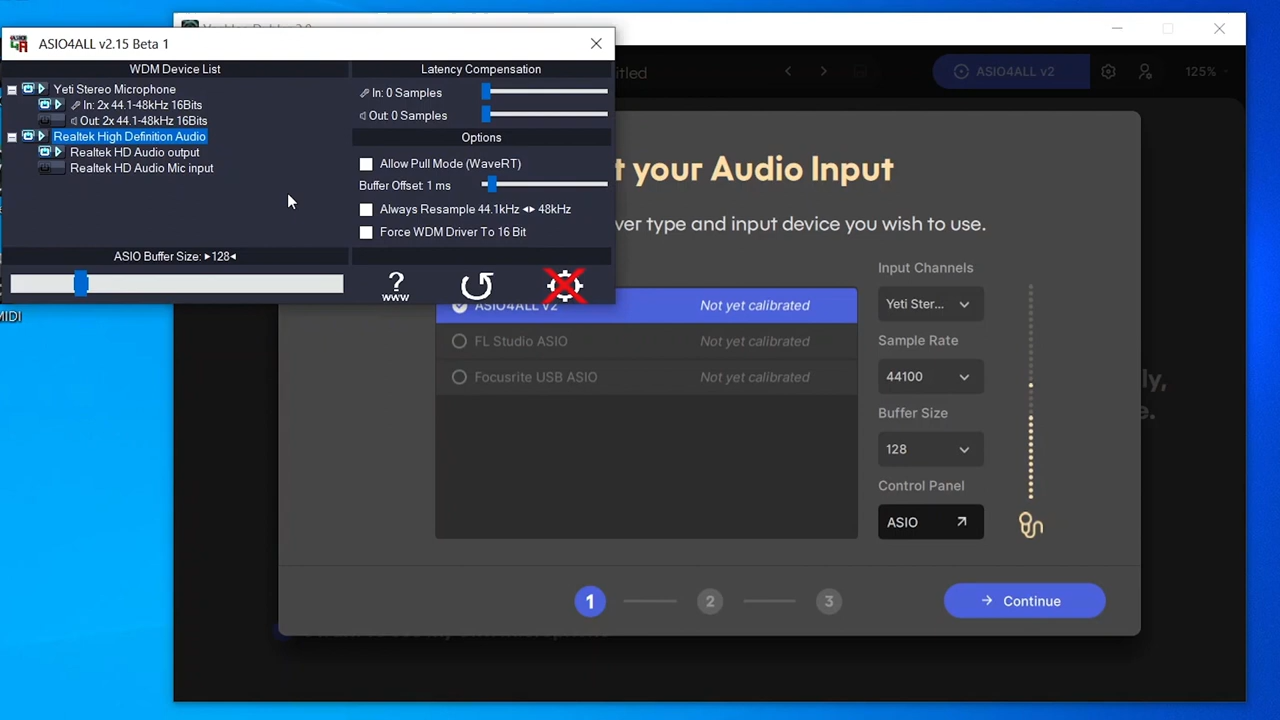 ASIO4ALL v2.15 Beta 1
WDM Device List
Yeti Stereo Microphone
In: 2x 44.1-48kHz 16Bits
Out: 2x 44.1-48kHz 16Bits
Realtek High Definition Audio
Realtek HD Audio output
Realtek HD Audio Mic input
ASIO Buffer Size: ▸128◂
Latency Compensation
In: 0 Samples
Out: 0 Samples
Options
Allow Pull Mode (WaveRT)
Buffer Offset: 1 ms
Always Resample 44.1kHz ◂▸ 48kHz
Force WDM Driver To 16 Bit
?
www
MIDI
ASIO4ALL v2
125%
your Audio Input
type and input device you wish to use.
ASIO4ALL v2 Not yet calibrated
FL Studio ASIO Not yet calibrated
Focusrite USB ASIO Not yet calibrated
Input Channels
Yeti Ster...
Sample Rate
44100
Buffer Size
128
Control Panel
ASIO
1 2 3
Continue